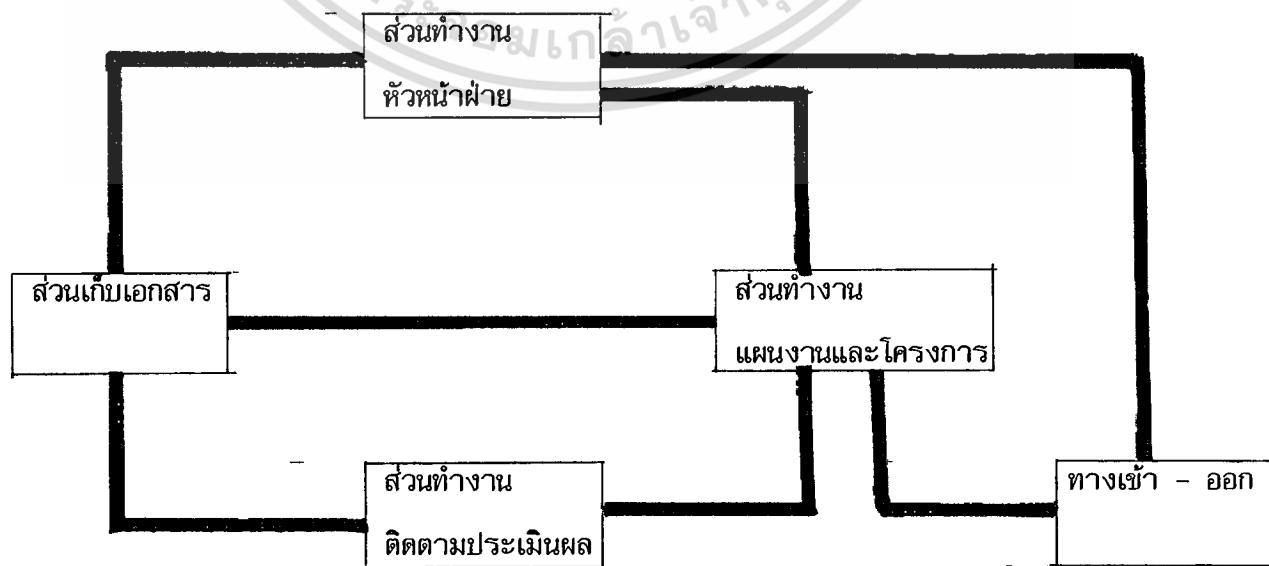 ส่วนทำงาน
หัวหน้าฝ่าย
ส่วนเก็บเอกสาร
ส่วนทำงาน
แผนงานและโครงการ
ส่วนทำงาน
ติดตามประเมินผล
ทางเข้า - ออก